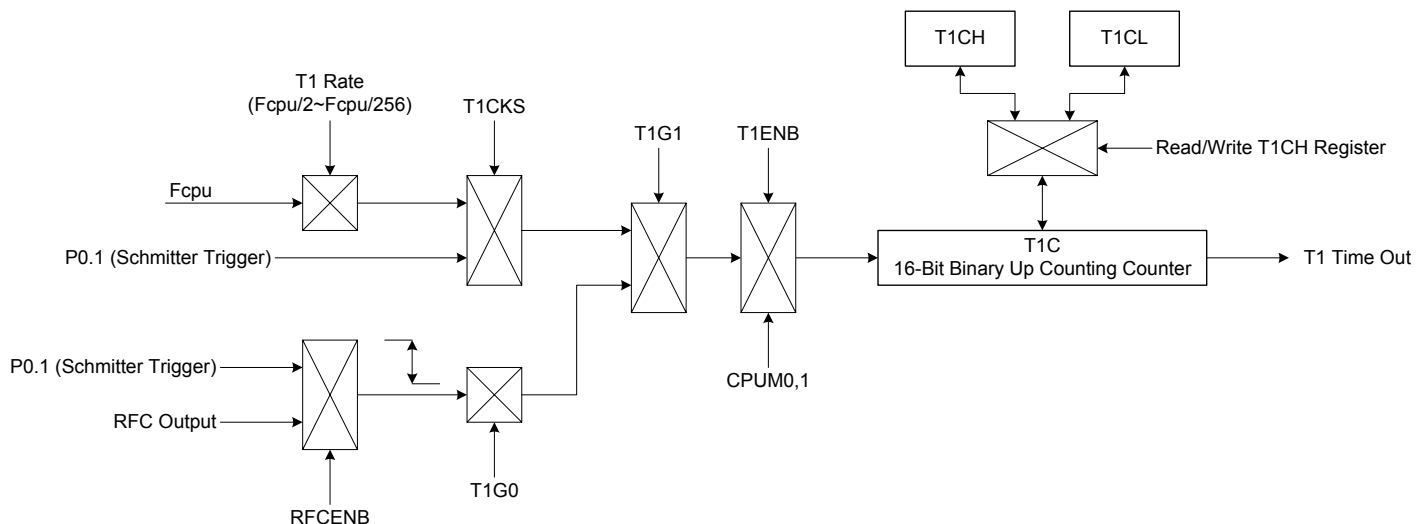 T1CH
T1CL
T1 Rate
(Fcpu/2~Fcpu/256)
T1CKS
T1G1
T1ENB
Read/Write T1CH Register
Fcpu
P0.1 (Schmitter Trigger)
T1C
16-Bit Binary Up Counting Counter
T1 Time Out
P0.1 (Schmitter Trigger)
CPUM0,1
RFC Output
T1G0
RFCENB